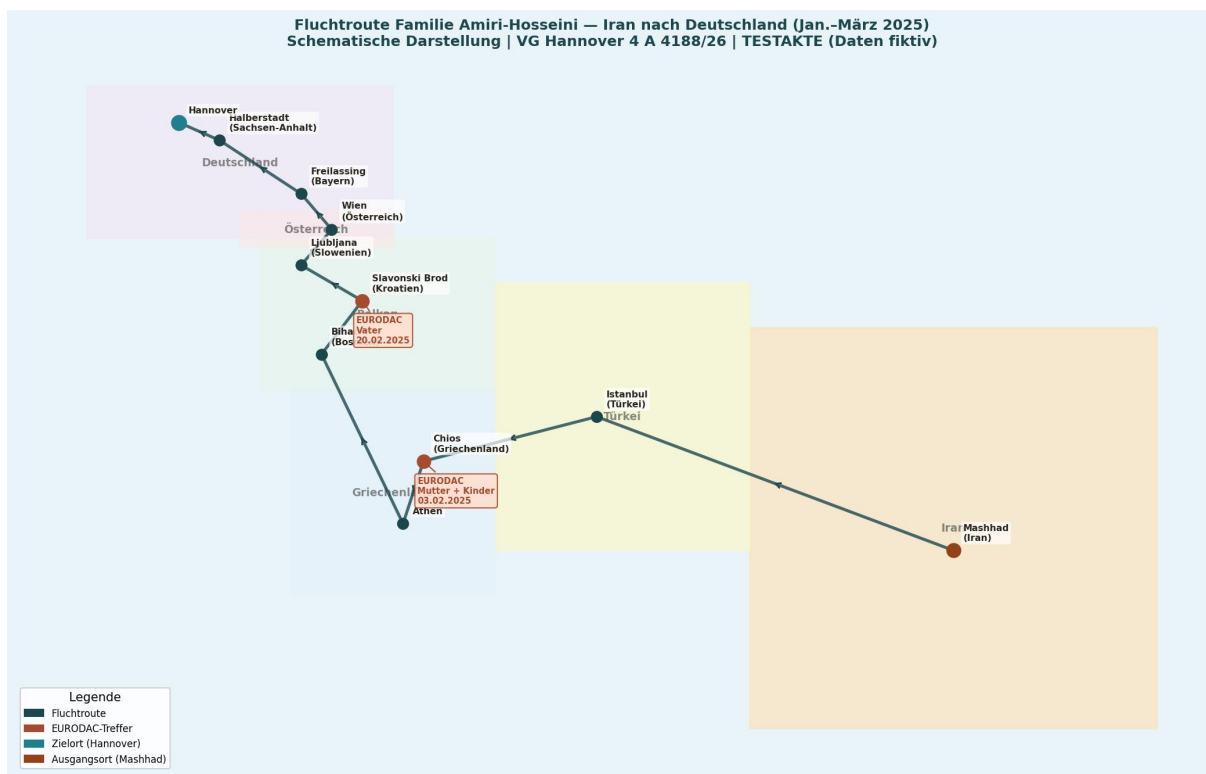 Fluchtroute Familie Amiri-Hosseini — Iran nach Deutschland (Jan.–März 2025)
Schematische Darstellung | VG Hannover 4 A 4188/26 | TESTAKTE (Daten fiktiv)
Hannover
Halberstadt
(Sachsen-Anhalt)
Deutschland
Freilassing
(Bayern)
Wien
(Österreich)
Österreich
Ljubljana
(Slowenien)
Slavonski Brod
(Kroatien)
EURODAC
Vater
20.02.2025
Istanbul
(Türkei)
Türkei
Chios
(Griechenland)
EURODAC
Mutter + Kinder
03.02.2025
Athen
Iran
Mashhad
(Iran)
Legende
Fluchtroute
EURODAC-Treffer
Zielort (Hannover)
Ausgangsort (Mashhad)